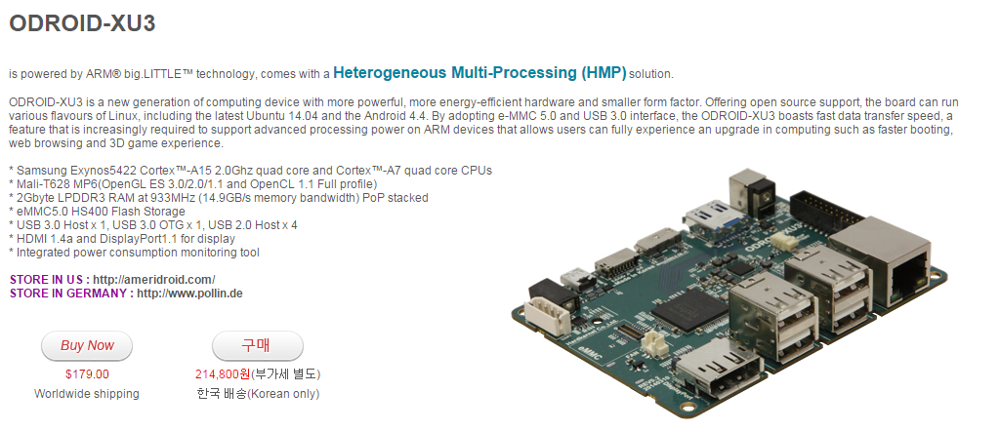 ODROID-XU3
is powered by ARM® big.LITTLE™ technology, comes with a Heterogeneous Multi-Processing (HMP) solution.
ODROID-XU3 is a new generation of computing device with more powerful, more energy-efficient hardware and smaller form factor. Offering open source support, the board can run
various flavours of Linux, including the latest Ubuntu 14.04 and the Android 4.4. By adopting e-MMC 5.0 and USB 3.0 interface, the ODROID-XU3 boasts fast data transfer speed, a
feature that is increasingly required to support advanced processing power on ARM devices that allows users can fully experience an upgrade in computing such as faster booting,
web browsing and 3D game experience.
* Samsung Exynos5422 Cortex™-A15 2.0Ghz quad core and Cortex™-A7 quad core CPUs
* Mali-T628 MP6(OpenGL ES 3.0/2.0/1.1 and OpenCL 1.1 Full profile)
* 2Gbyte LPDDR3 RAM at 933MHz (14.9GB/s memory bandwidth) PoP stacked
* eMMC5.0 HS400 Flash Storage
* USB 3.0 Host x 1, USB 3.0 OTG x 1, USB 2.0 Host x 4
* HDMI 1.4a and DisplayPort1.1 for display
* Integrated power consumption monitoring tool
STORE IN US : http://ameridroid.com/
STORE IN GERMANY : http://www.pollin.de
Buy Now
구매
$179.00
214,800원(부가세 별도)
Worldwide shipping
한국 배송(Korean only)
ODROID-XU3
Hardkernel Co.,Ltd.
eMMC
DisplayPort